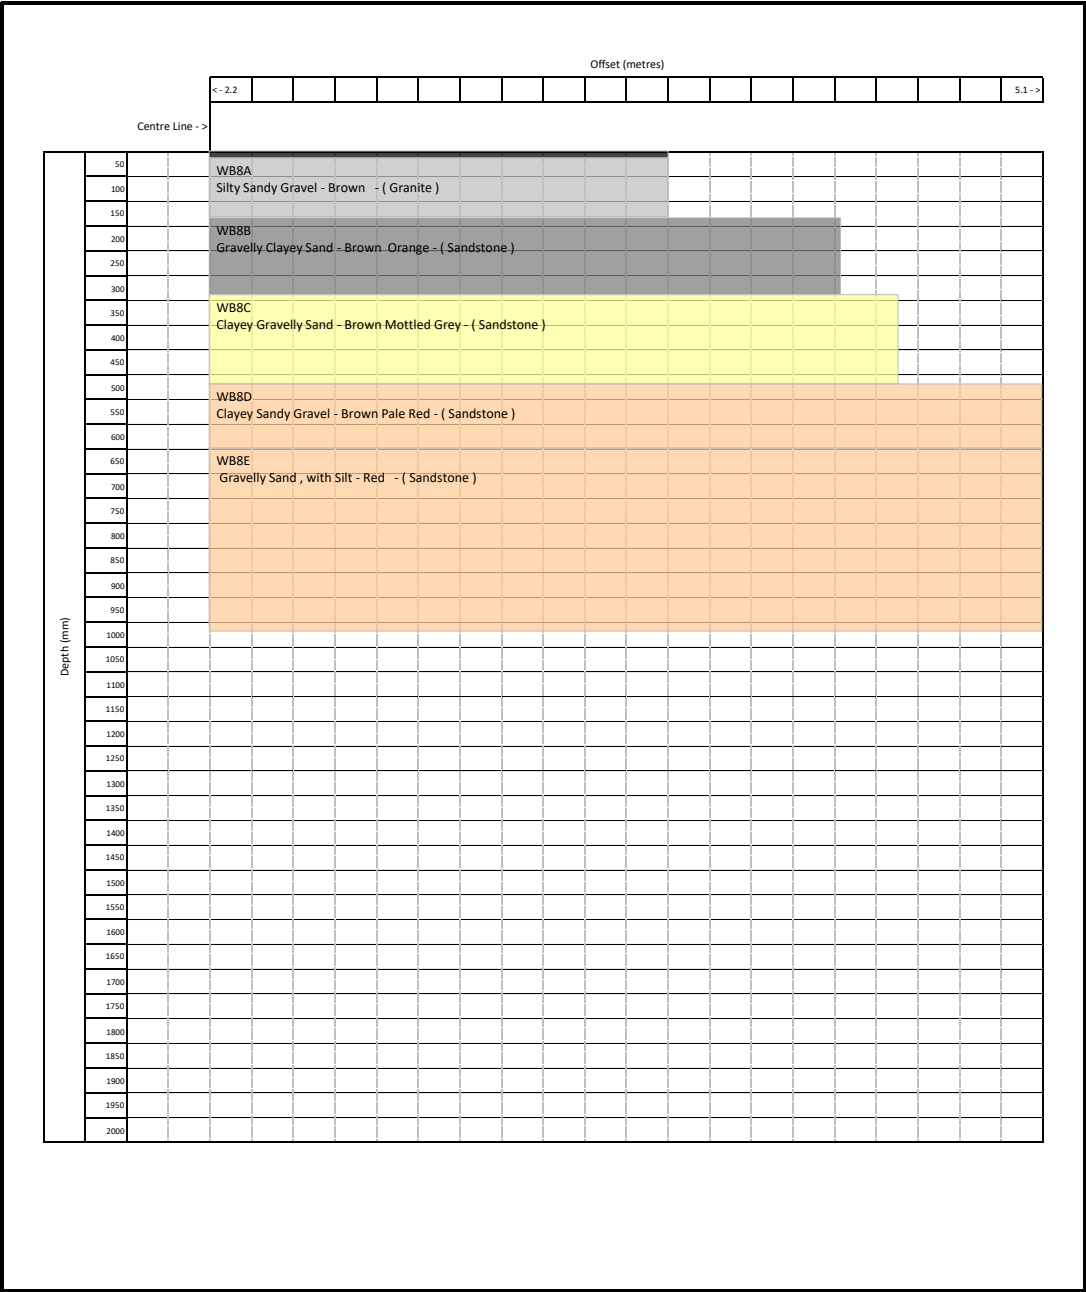 Offset (metres)
< - 2.2
5.1 - >
Centre Line - >
Depth (mm)
50
100
150
200
250
300
350
400
450
500
550
600
650
700
750
800
850
900
950
1000
1050
1100
1150
1200
1250
1300
1350
1400
1450
1500
1550
1600
1650
1700
1750
1800
1850
1900
1950
2000
WB8A
Silty Sandy Gravel - Brown - ( Granite )
WB8B
Gravelly Clayey Sand - Brown Orange - ( Sandstone )
WB8C
Clayey Gravelly Sand - Brown Mottled Grey - ( Sandstone )
WB8D
Clayey Sandy Gravel - Brown Pale Red - ( Sandstone )
WB8E
Gravelly Sand , with Silt - Red - ( Sandstone )